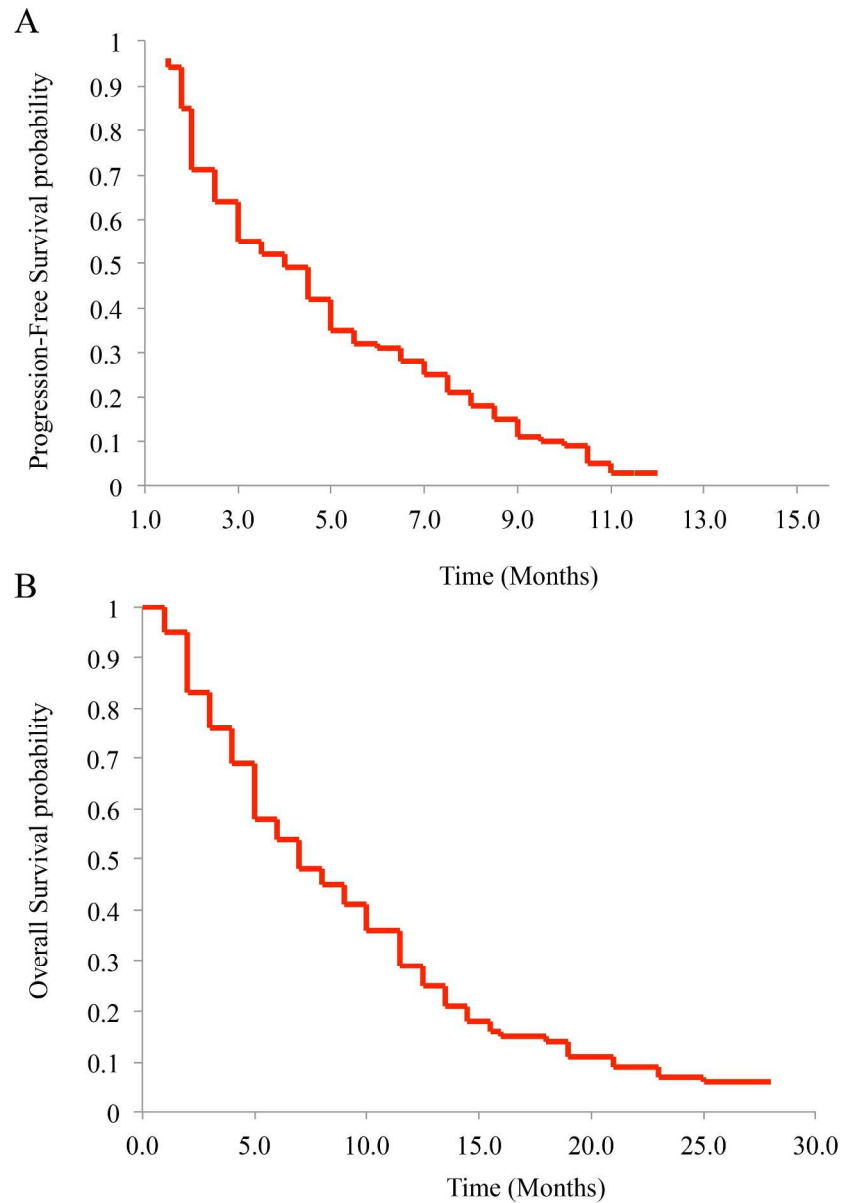 A
Progression-Free Survival probability
1
0.9
0.8
0.7
0.6
0.5
0.4
0.3
0.2
0.1
0
1.0 3.0 5.0 7.0 9.0 11.0 13.0 15.0
Time (Months)
B
Overall Survival probability
1
0.9
0.8
0.7
0.6
0.5
0.4
0.3
0.2
0.1
0
0.0 5.0 10.0 15.0 20.0 25.0 30.0
Time (Months)